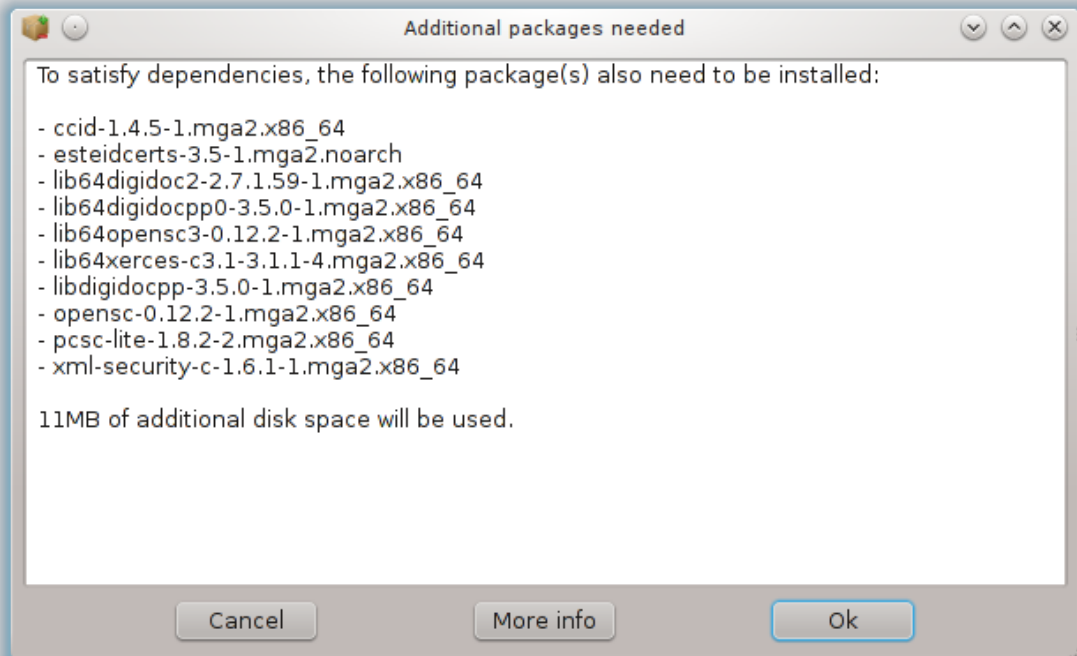 Additional packages needed
To satisfy dependencies, the following package(s) also need to be installed:
- ccid-1.4.5-1.mga2.x86_64
- esteidcerts-3.5-1.mga2.noarch
- lib64digidoc2-2.7.1.59-1.mga2.x86_64
- lib64digidocpp0-3.5.0-1.mga2.x86_64
- lib64opensc3-0.12.2-1.mga2.x86_64
- lib64xerces-c3.1-3.1.1-4.mga2.x86_64
- libdigidocpp-3.5.0-1.mga2.x86_64
- opensc-0.12.2-1.mga2.x86_64
- pcsc-lite-1.8.2-2.mga2.x86_64
- xml-security-c-1.6.1-1.mga2.x86_64
11MB of additional disk space will be used.
Cancel More info Ok